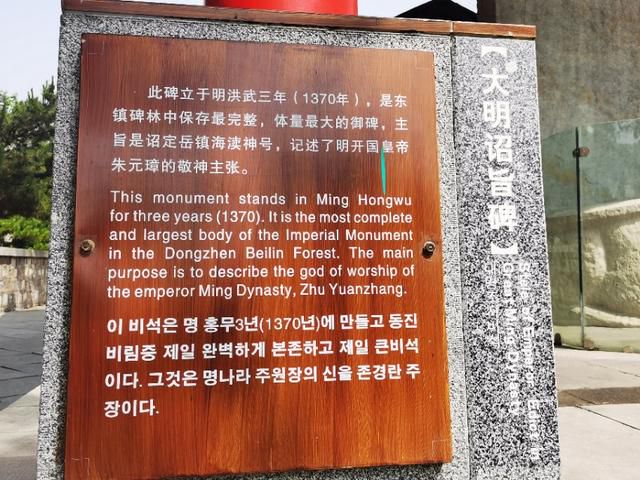 此碑立于明洪武三年（1370年），是东
镇碑林中保存最完整，体量最大的御碑，主
旨是诏定岳镇海渎神号，记述了明开国皇帝
朱元璋的敬神主张。
This monument stands in Ming Hongwu
for three years (1370). It is the most complete
and largest body of the Imperial Monument
in the Dongzhen Beilin Forest. The main
purpose is to describe the god of worship of
the emperor Ming Dynasty, Zhu Yuanzhang.
이 비석은 명 홍무3년(1370년)에 만들고 동진
비림중 제일 완벽하게 본존하고 제일 큰비석
이다. 그것은 명나라 주원장의 신을 존경란 주
장이다.
【大明诏旨碑】
Great Ming Dynasty